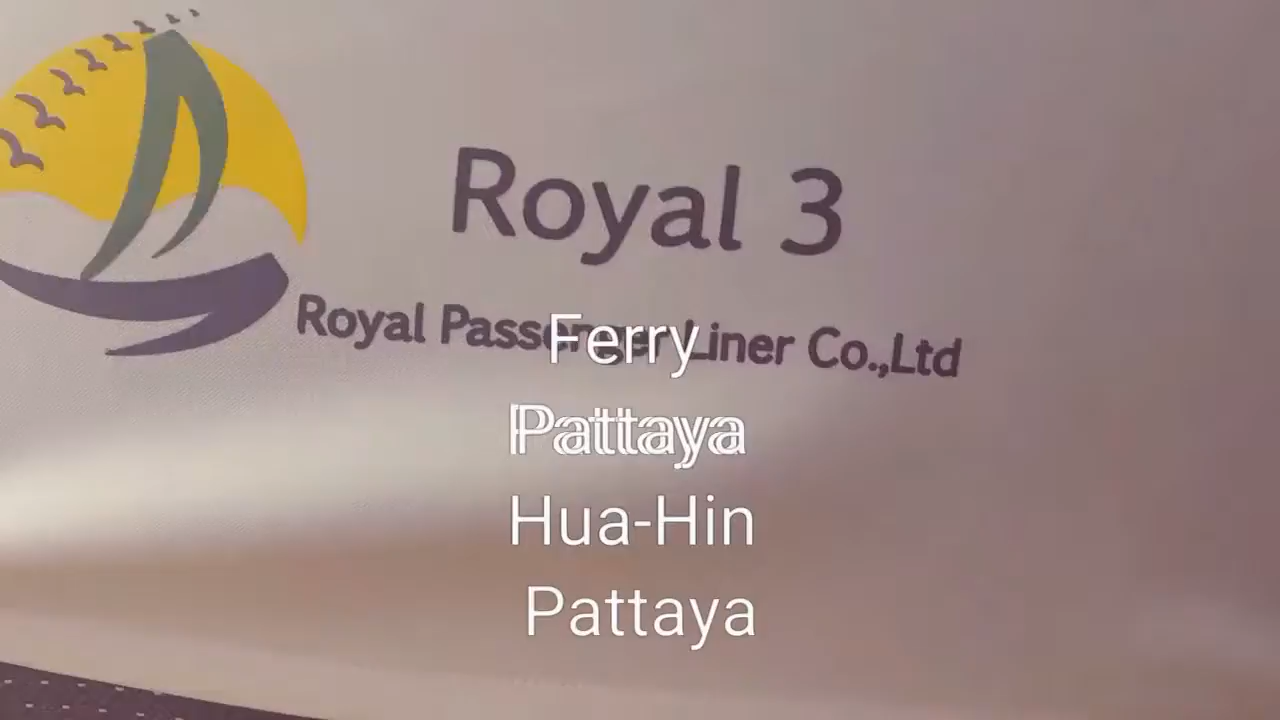 Royal 3
Royal Passenger Liner Co.,Ltd
Ferry
Pattaya
Hua-Hin
Pattaya